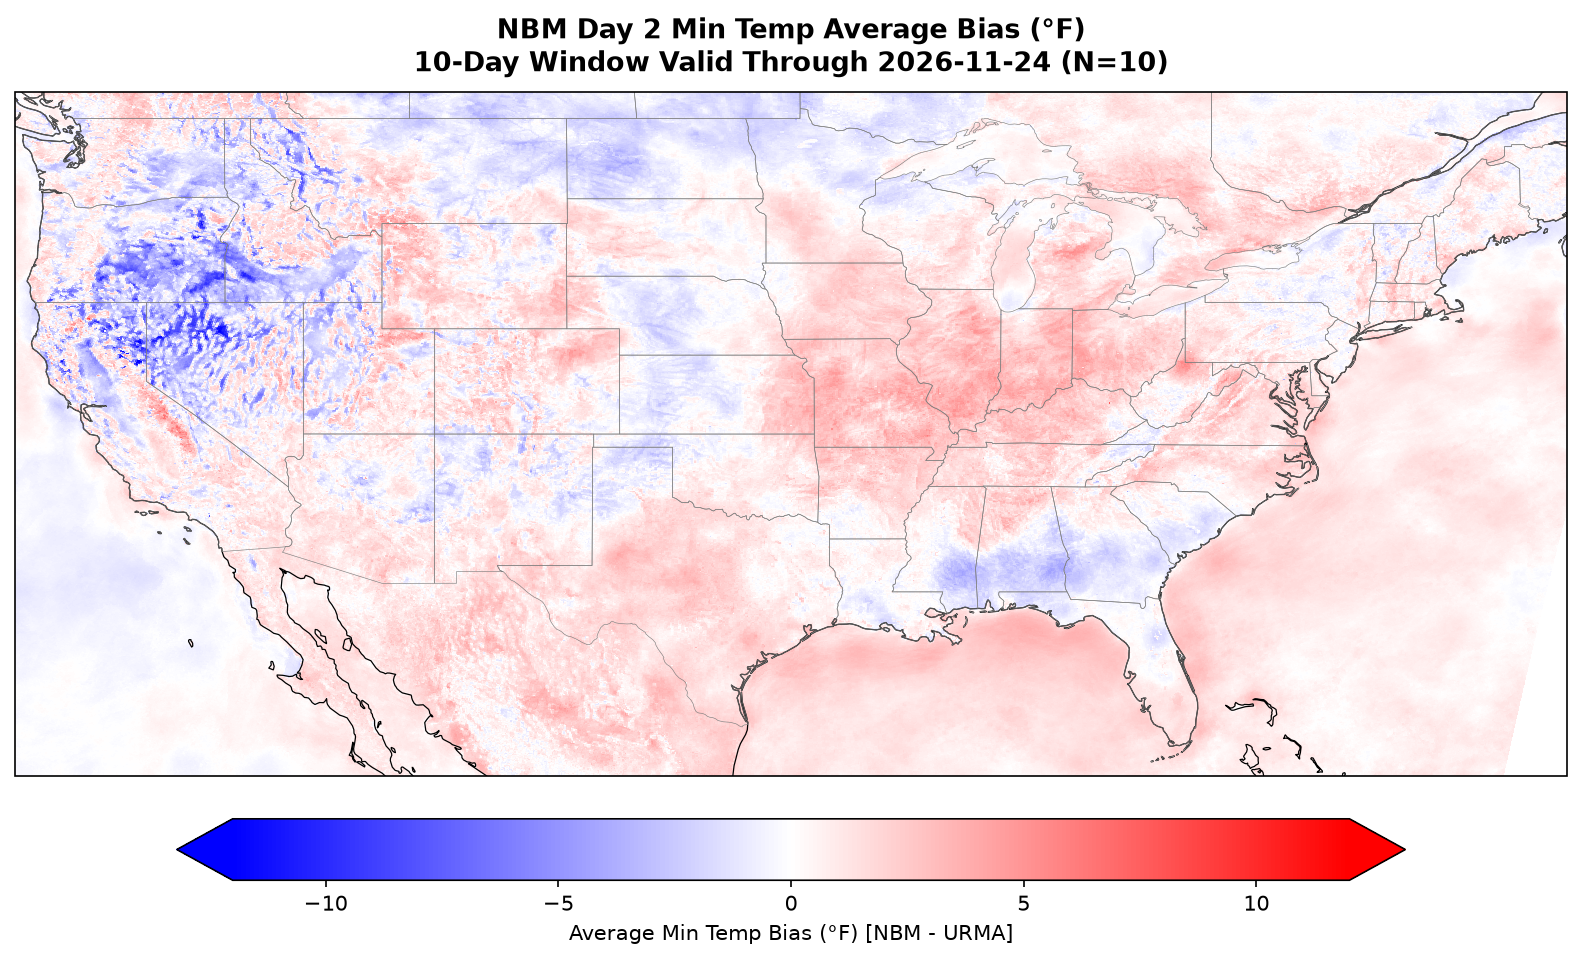 NBM Day 2 Min Temp Average Bias (°F)
10-Day Window Valid Through 2026-11-24 (N=10)
−10 −5 0 5 10
Average Min Temp Bias (°F) [NBM - URMA]